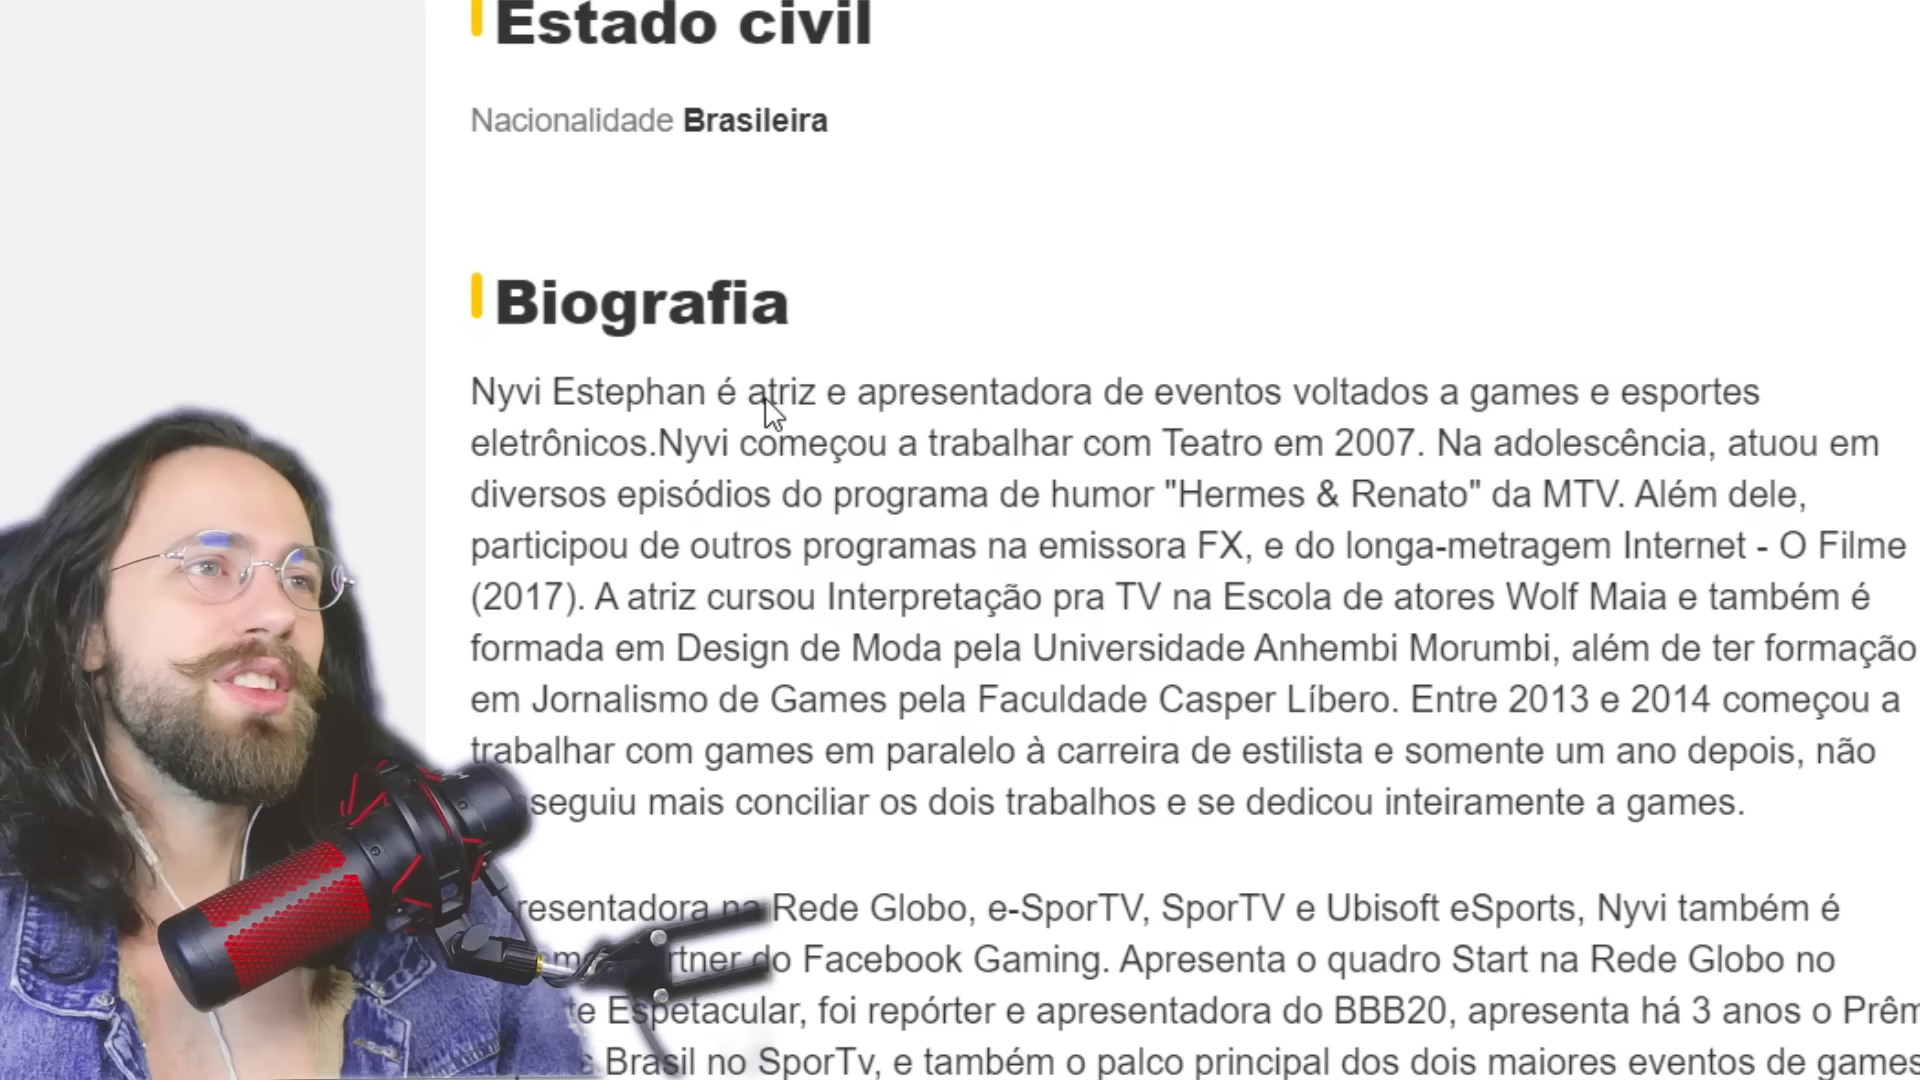 Estado civil
Nacionalidade Brasileira
Biografia
Nyvi Estephan é atriz e apresentadora de eventos voltados a games e esportes
eletrônicos.Nyvi começou a trabalhar com Teatro em 2007. Na adolescência, atuou em
diversos episódios do programa de humor "Hermes & Renato" da MTV. Além dele,
participou de outros programas na emissora FX, e do longa-metragem Internet - O Filme
(2017). A atriz cursou Interpretação pra TV na Escola de atores Wolf Maia e também é
formada em Design de Moda pela Universidade Anhembi Morumbi, além de ter formação
em Jornalismo de Games pela Faculdade Casper Líbero. Entre 2013 e 2014 começou a
trabalhar com games em paralelo à carreira de estilista e somente um ano depois, não
seguiu mais conciliar os dois trabalhos e se dedicou inteiramente a games.
resentadora na Rede Globo, e-SporTV, SporTV e Ubisoft eSports, Nyvi também é
rtner do Facebook Gaming. Apresenta o quadro Start na Rede Globo no
te Espetacular, foi repórter e apresentadora do BBB20, apresenta há 3 anos o Prêm
Brasil no SporTv, e também o palco principal dos dois maiores eventos de games